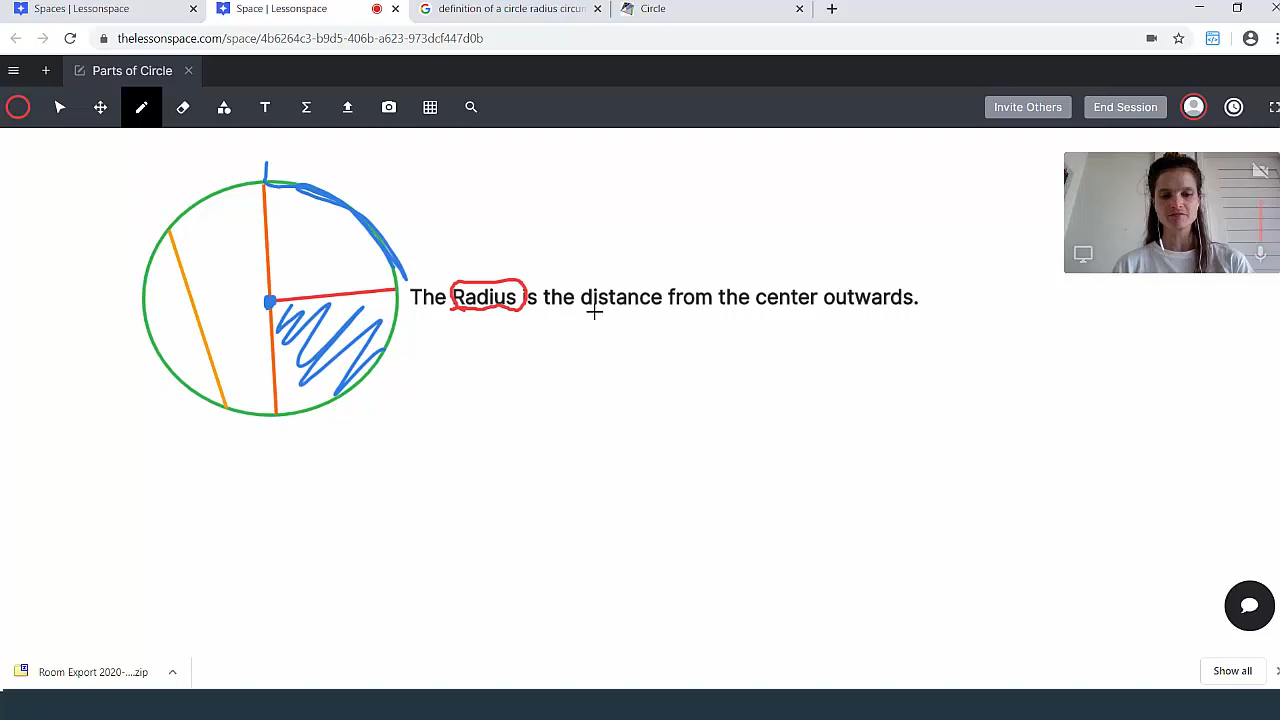 Spaces | Lessonspace
Space | Lessonspace
definition of a circle radius circun
Circle
thelessonspace.com/space/4b6264c3-b9d5-406b-a623-973dcf447d0b
Parts of Circle
T
Σ
Invite Others
End Session
The Radius is the distance from the center outwards.
Room Export 2020-....zip
Show all